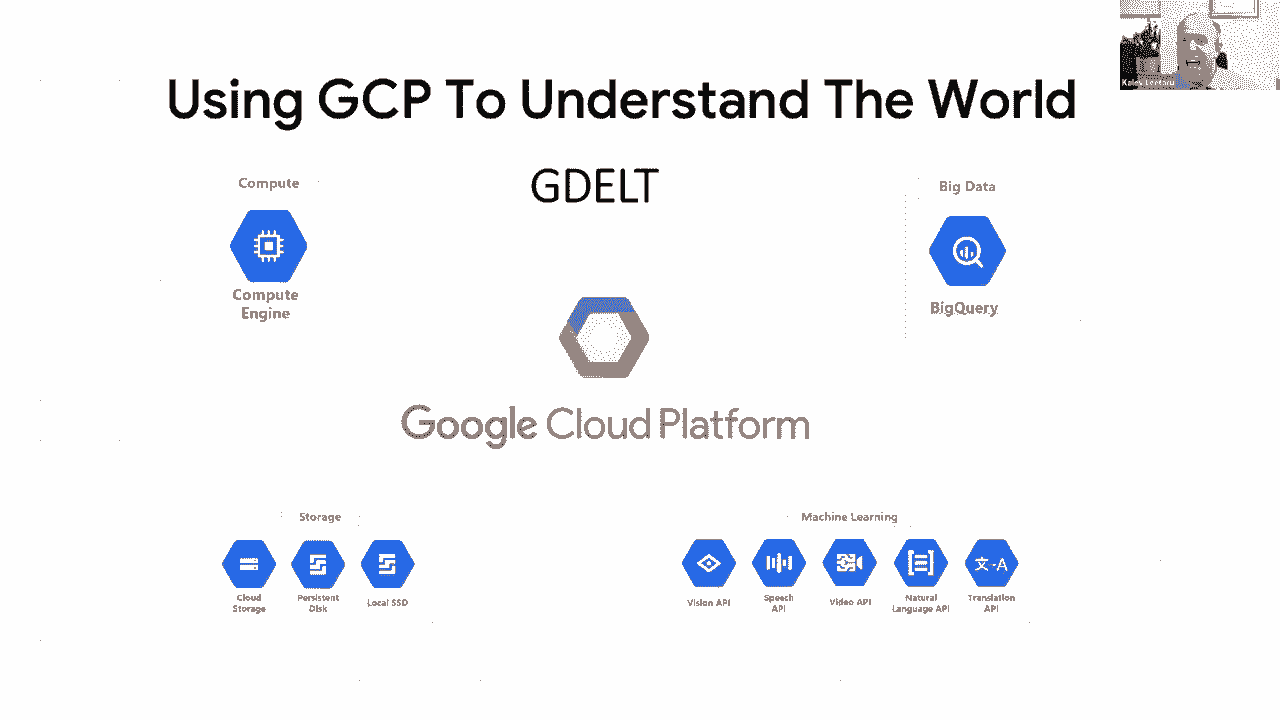 Using GCP To Understand The World
GDELT
Compute
Compute
Engine
Big Data
BigQuery
Google Cloud Platform
Storage
Cloud
Storage
Persistent
Disk
Local SSD
Machine Learning
Vision API
Speech
API
Video API
Natural
Language API
Translation
API
文-A